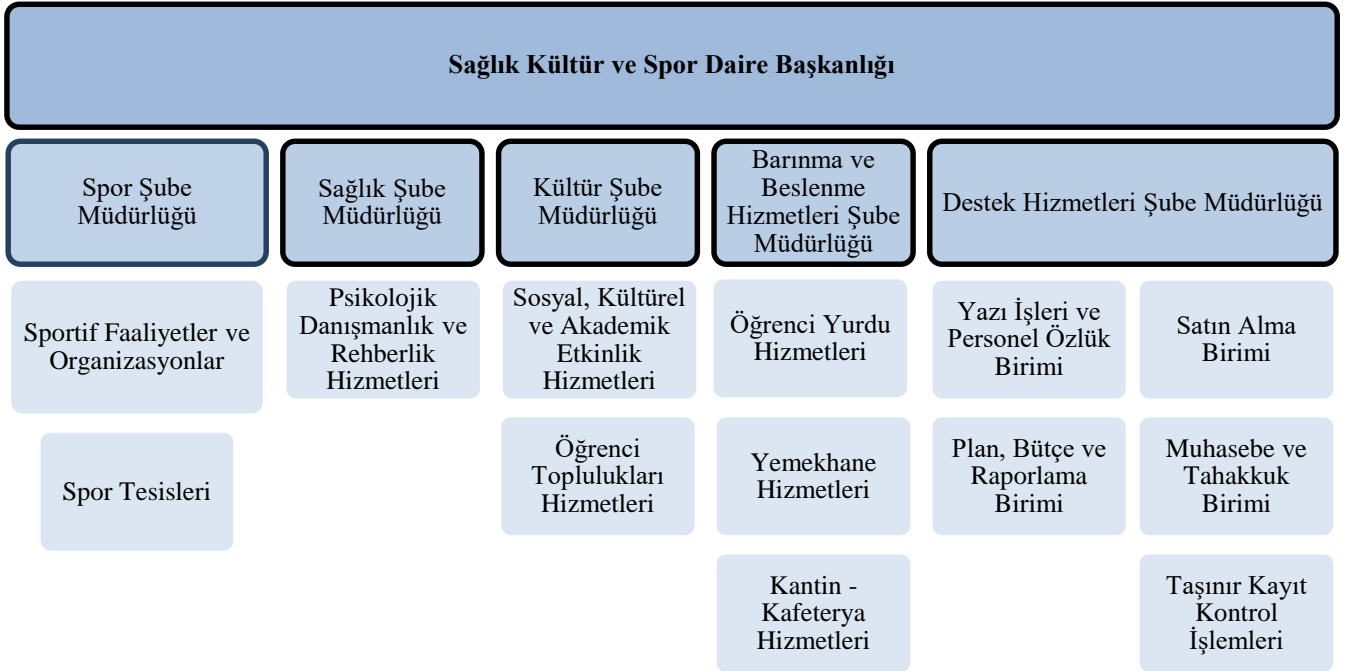 Sağlık Kültür ve Spor Daire Başkanlığı
Spor Şube
Müdürlüğü
Sağlık Şube
Müdürlüğü
Kültür Şube
Müdürlüğü
Barınma ve
Beslenme
Hizmetleri Şube
Müdürlüğü
Destek Hizmetleri Şube Müdürlüğü
Sportif Faaliyetler ve
Organizasyonlar
Psikolojik
Danışmanlık ve
Rehberlik
Hizmetleri
Sosyal, Kültürel
ve Akademik
Etkinlik
Hizmetleri
Öğrenci Yurdu
Hizmetleri
Yazı İşleri ve
Personel Özlük
Birimi
Satın Alma
Birimi
Spor Tesisleri
Öğrenci
Toplulukları
Hizmetleri
Yemekhane
Hizmetleri
Plan, Bütçe ve
Raporlama
Birimi
Muhasebe ve
Tahakkuk
Birimi
Kantin -
Kafeterya
Hizmetleri
Taşınır Kayıt
Kontrol
İşlemleri